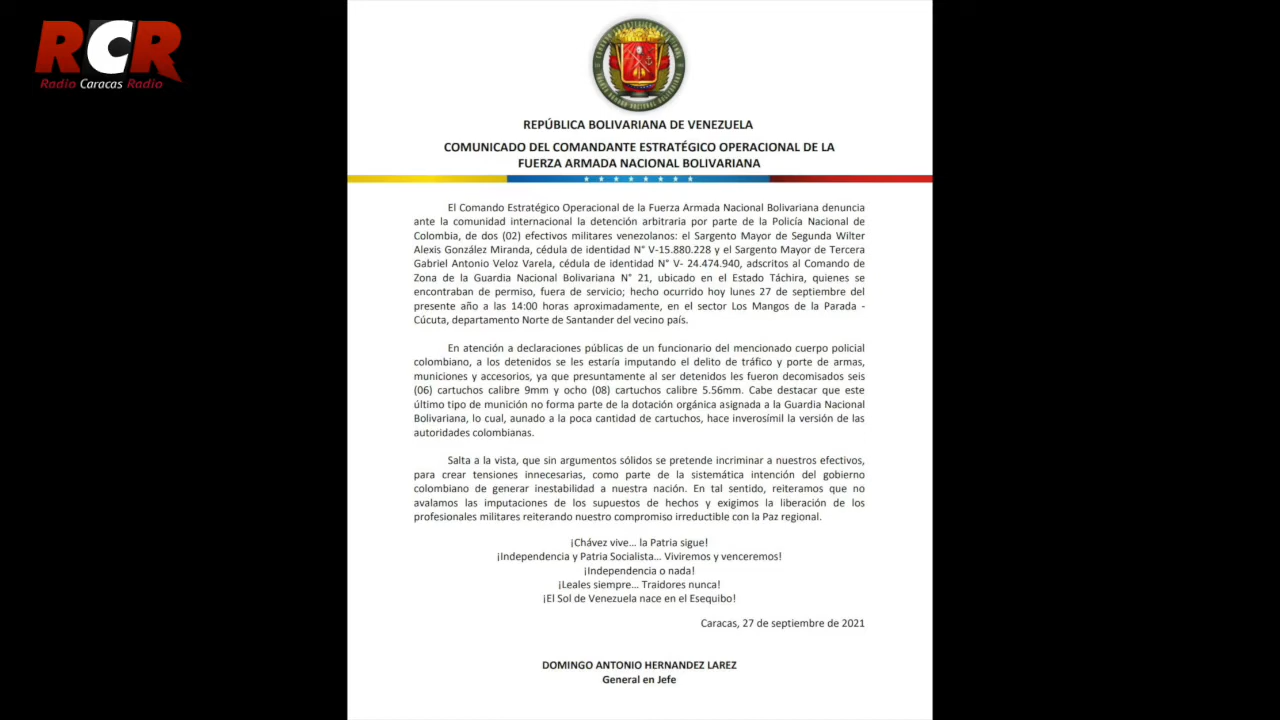 RCR
Radio Caracas Radio
REPÚBLICA BOLIVARIANA DE VENEZUELA
COMUNICADO DEL COMANDANTE ESTRATÉGICO OPERACIONAL DE LA
FUERZA ARMADA NACIONAL BOLIVARIANA
El Comando Estratégico Operacional de la Fuerza Armada Nacional Bolivariana denuncia
ante la comunidad internacional la detención arbitraria por parte de la Policía Nacional de
Colombia, de dos (02) efectivos militares venezolanos: el Sargento Mayor de Segunda Wilter
Alexis González Miranda, cédula de identidad N° V-15.880.228 y el Sargento Mayor de Tercera
Gabriel Antonio Veloz Varela, cédula de identidad N° V- 24.474.940, adscritos al Comando de
Zona de la Guardia Nacional Bolivariana N° 21, ubicado en el Estado Táchira, quienes se
encontraban de permiso, fuera de servicio; hecho ocurrido hoy lunes 27 de septiembre del
presente año a las 14:00 horas aproximadamente, en el sector Los Mangos de la Parada -
Cúcuta, departamento Norte de Santander del vecino país.
En atención a declaraciones públicas de un funcionario del mencionado cuerpo policial
colombiano, a los detenidos se les estaría imputando el delito de tráfico y porte de armas,
municiones y accesorios, ya que presuntamente al ser detenidos les fueron decomisados seis
(06) cartuchos calibre 9mm y ocho (08) cartuchos calibre 5.56mm. Cabe destacar que este
último tipo de munición no forma parte de la dotación orgánica asignada a la Guardia Nacional
Bolivariana, lo cual, aunado a la poca cantidad de cartuchos, hace inverosímil la versión de las
autoridades colombianas.
Salta a la vista, que sin argumentos sólidos se pretende incriminar a nuestros efectivos,
para crear tensiones innecesarias, como parte de la sistemática intención del gobierno
colombiano de generar inestabilidad a nuestra nación. En tal sentido, reiteramos que no
avalamos las imputaciones de los supuestos de hechos y exigimos la liberación de los
profesionales militares reiterando nuestro compromiso irreductible con la Paz regional.
¡Chávez vive… la Patria sigue!
¡Independencia y Patria Socialista… Viviremos y venceremos!
¡Independencia o nada!
¡Leales siempre… Traidores nunca!
¡El Sol de Venezuela nace en el Esequibo!
Caracas, 27 de septiembre de 2021
DOMINGO ANTONIO HERNANDEZ LAREZ
General en Jefe